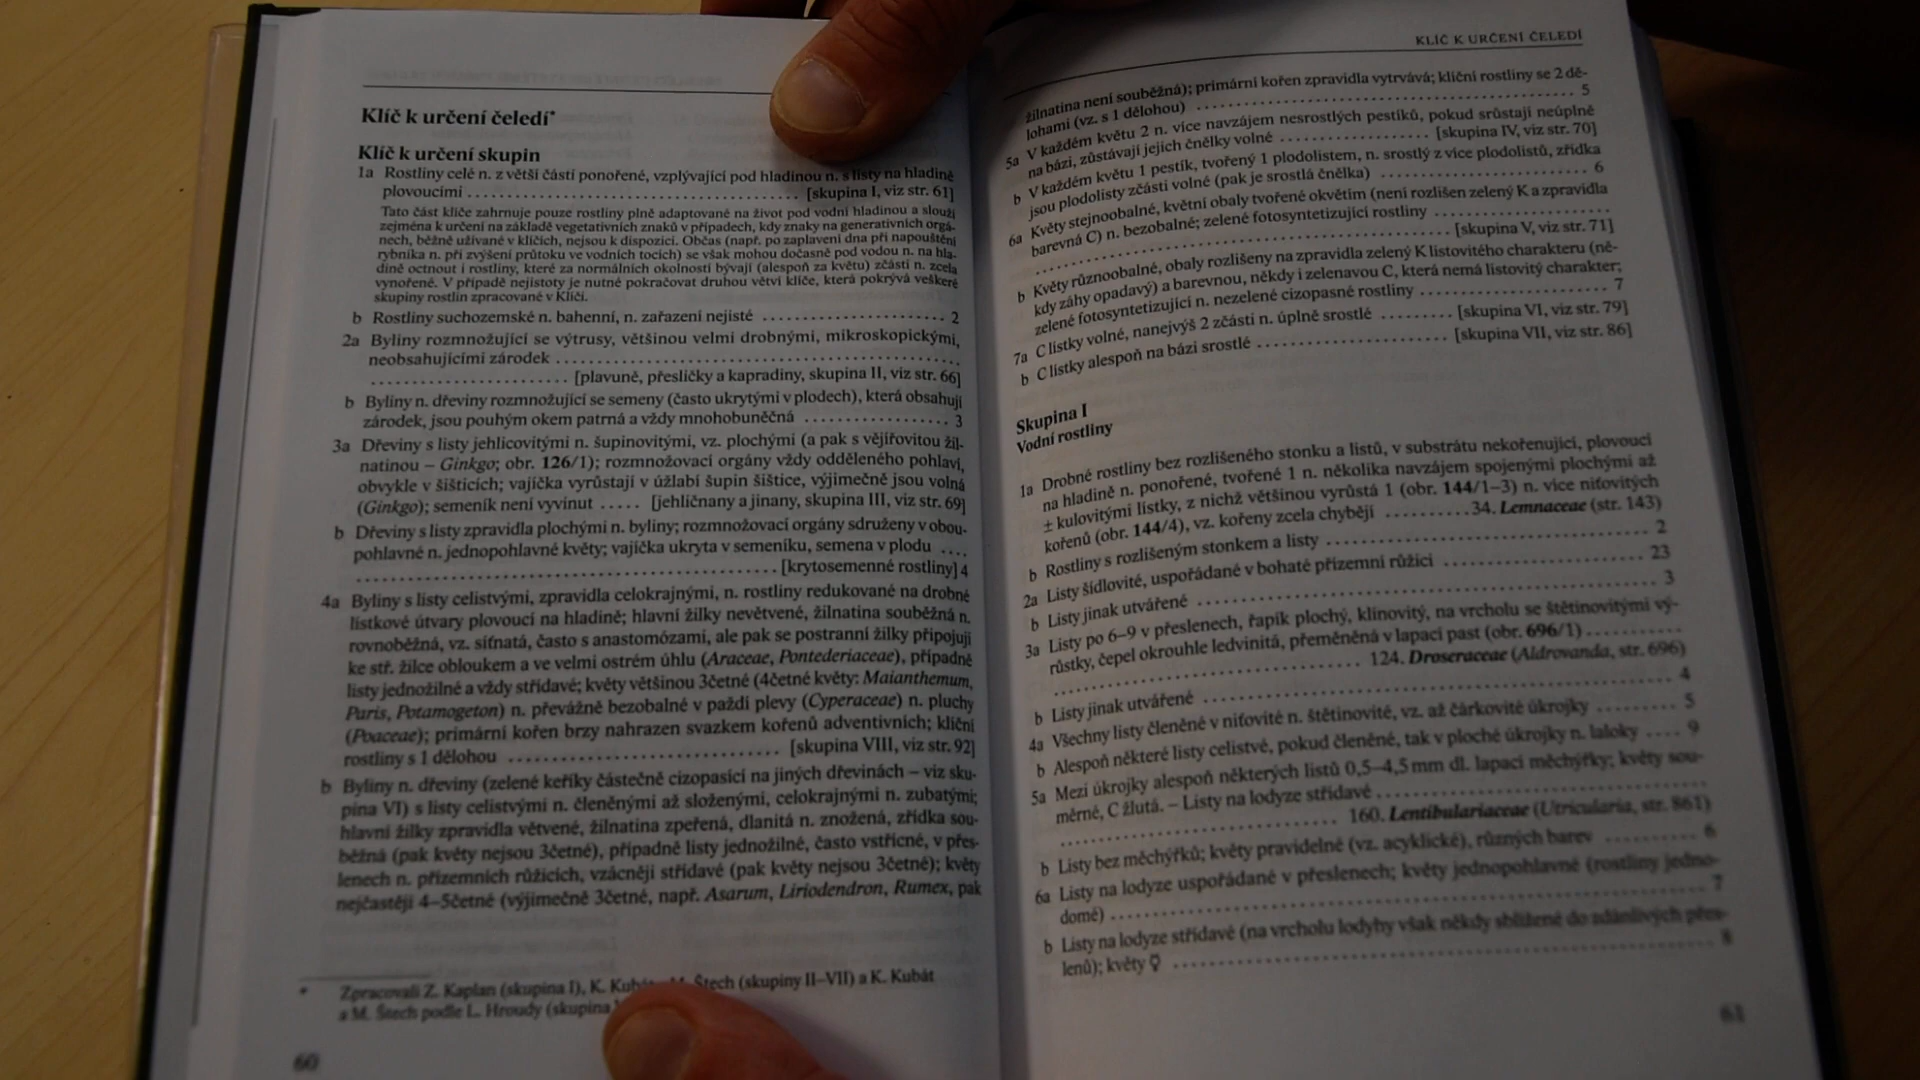 Klíč k určení čeledí*
Klíč k určení skupin
1a Rostliny celé n. z větší části ponořené, vzplývající pod hladinou n. s listy na hladině
plovoucími .......... [skupina I, viz str. 61]
Tato část klíče zahrnuje pouze rostliny plně adaptované na život pod vodní hladinou a slouží
zejména k určení na základě vegetativních znaků v případech, kdy znaky na generativních orgá-
nech, běžně užívané v klíčích, nejsou k dispozici. Občas (např. po zaplavení dna při napouštění
rybníka n. při zvýšení průtoku ve vodních tocích) se však mohou dočasně pod vodou n. na hla-
dině octnout i rostliny, které za normálních okolností bývají (alespoň za květu) zčásti n. zcela
vynořené. V případě nejistoty je nutné pokračovat druhou větví klíče, která pokrývá veškeré
skupiny rostlin zpracované v Klíči.
b Rostliny suchozemské n. bahenní, n. zařazení nejisté .......... 2
2a Byliny rozmnožující se výtrusy, většinou velmi drobnými, mikroskopickými,
neobsahujícími zárodek ..........
.......... [plavuně, přesličky a kapradiny, skupina II, viz str. 66]
b Byliny n. dřeviny rozmnožující se semeny (často ukrytými v plodech), která obsahují
zárodek, jsou pouhým okem patrná a vždy mnohobuněčná .......... 3
3a Dřeviny s listy jehlicovitými n. šupinovitými, vz. plochými (a pak s vějířovitou žil-
natinou – Ginkgo; obr. 126/1); rozmnožovací orgány vždy odděleného pohlaví,
obvykle v šišticích; vajíčka vyrůstají v úžlabí šupin šištice, výjimečně jsou volná
(Ginkgo); semeník není vyvinut ..... [jehličnany a jinany, skupina III, viz str. 69]
b Dřeviny s listy zpravidla plochými n. byliny; rozmnožovací orgány sdruženy v obou-
pohlavné n. jednopohlavné květy; vajíčka ukryta v semeníku, semena v plodu ....
.......... [krytosemenné rostliny] 4
4a Byliny s listy celistvými, zpravidla celokrajnými, n. rostliny redukované na drobné
lístkové útvary plovoucí na hladině; hlavní žilky nevětvené, žilnatina souběžná n.
rovnoběžná, vz. síťnatá, často s anastomózami, ale pak se postranní žilky připojují
ke stř. žilce obloukem a ve velmi ostrém úhlu (Araceae, Pontederiaceae), případně
listy jednožilné a vždy střídavé; květy většinou 3četné (4četné květy: Maianthemum,
Paris, Potamogeton) n. převážně bezobalné v paždí plevy (Cyperaceae) n. pluchy
(Poaceae); primární kořen brzy nahrazen svazkem kořenů adventivních; klíční
rostliny s 1 dělohou .......... [skupina VIII, viz str. 92]
b Byliny n. dřeviny (zelené keříky částečně cizopasící na jiných dřevinách – viz sku-
pina VI) s listy celistvými n. členěnými až složenými, celokrajnými n. zubatými;
hlavní žilky zpravidla větvené, žilnatina zpeřená, dlanitá n. znožená, zřídka sou-
běžná (pak květy nejsou 3četné), případně listy jednožilné, často vstřícné, v přes-
lenech n. přízemních růžicích, vzácněji střídavé (pak květy nejsou 3četné); květy
nejčastěji 4–5četné (výjimečně 3četné, např. Asarum, Liriodendron, Rumex, pak
* Zpracovali Z. Kaplan (skupina I), K. Kubát M. Štech (skupiny II–VII) a K. Kubát
a M. Štech podle L. Hroudy (skupina
60
KLÍČ K URČENÍ ČELEDÍ
žilnatina není souběžná); primární kořen zpravidla vytrvává; klíční rostliny se 2 dě-
lohami (vz. s 1 dělohou) .......... 5
5a V každém květu 2 n. více navzájem nesrostlých pestíků, pokud srůstají neúplně
na bázi, zůstávají jejich čnělky volné .......... [skupina IV, viz str. 70]
b V každém květu 1 pestík, tvořený 1 plodolistem, n. srostlý z více plodolistů, zřídka
jsou plodolisty zčásti volné (pak je srostlá čnělka) .......... 6
6a Květy stejnoobalné, květní obaly tvořené okvětím (není rozlišen zelený K a zpravidla
barevná C) n. bezobalné; zelené fotosyntetizující rostliny ..........
.......... [skupina V, viz str. 71]
b Květy různoobalné, obaly rozlišeny na zpravidla zelený K listovitého charakteru (ně-
kdy záhy opadavý) a barevnou, někdy i zelenavou C, která nemá listovitý charakter;
zelené fotosyntetizující n. nezelené cizopasné rostliny .......... 7
7a C lístky volné, nanejvýš 2 zčásti n. úplně srostlé .......... [skupina VI, viz str. 79]
b C lístky alespoň na bázi srostlé .......... [skupina VII, viz str. 86]
Skupina I
Vodní rostliny
1a Drobné rostliny bez rozlišeného stonku a listů, v substrátu nekořenující, plovoucí
na hladině n. ponořené, tvořené 1 n. několika navzájem spojenými plochými až
± kulovitými lístky, z nichž většinou vyrůstá 1 (obr. 144/1–3) n. více niťovitých
kořenů (obr. 144/4), vz. kořeny zcela chybějí .......... 34. Lemnaceae (str. 143)
b Rostliny s rozlišeným stonkem a listy .......... 2
2a Listy šídlovité, uspořádané v bohaté přízemní růžici .......... 23
b Listy jinak utvářené .......... 3
3a Listy po 6–9 v přeslenech, řapík plochý, klínovitý, na vrcholu se štětinovitými vý-
růstky, čepel okrouhle ledvinitá, přeměněná v lapací past (obr. 696/1) ..........
.......... 124. Droseraceae (Aldrovanda, str. 696)
b Listy jinak utvářené .......... 4
4a Všechny listy členěné v niťovité n. štětinovité, vz. až čárkovité úkrojky .......... 5
b Alespoň některé listy celistvé, pokud členěné, tak v ploché úkrojky n. laloky .... 9
5a Mezi úkrojky alespoň některých listů 0,5–4,5 mm dl. lapací měchýřky; květy sou-
měrné, C žlutá. – Listy na lodyze střídavé ..........
.......... 160. Lentibulariaceae (Utricularia, str. 861)
b Listy bez měchýřků; květy pravidelné (vz. acyklické), různých barev .......... 6
6a Listy na lodyze uspořádané v přeslenech; květy jednopohlavné (rostliny jedno-
domé) .......... 7
b Listy na lodyze střídavé (na vrcholu lodyhy však někdy sblížené do zdánlivých přes-
lenů); květy ⚥ .......... 8
61